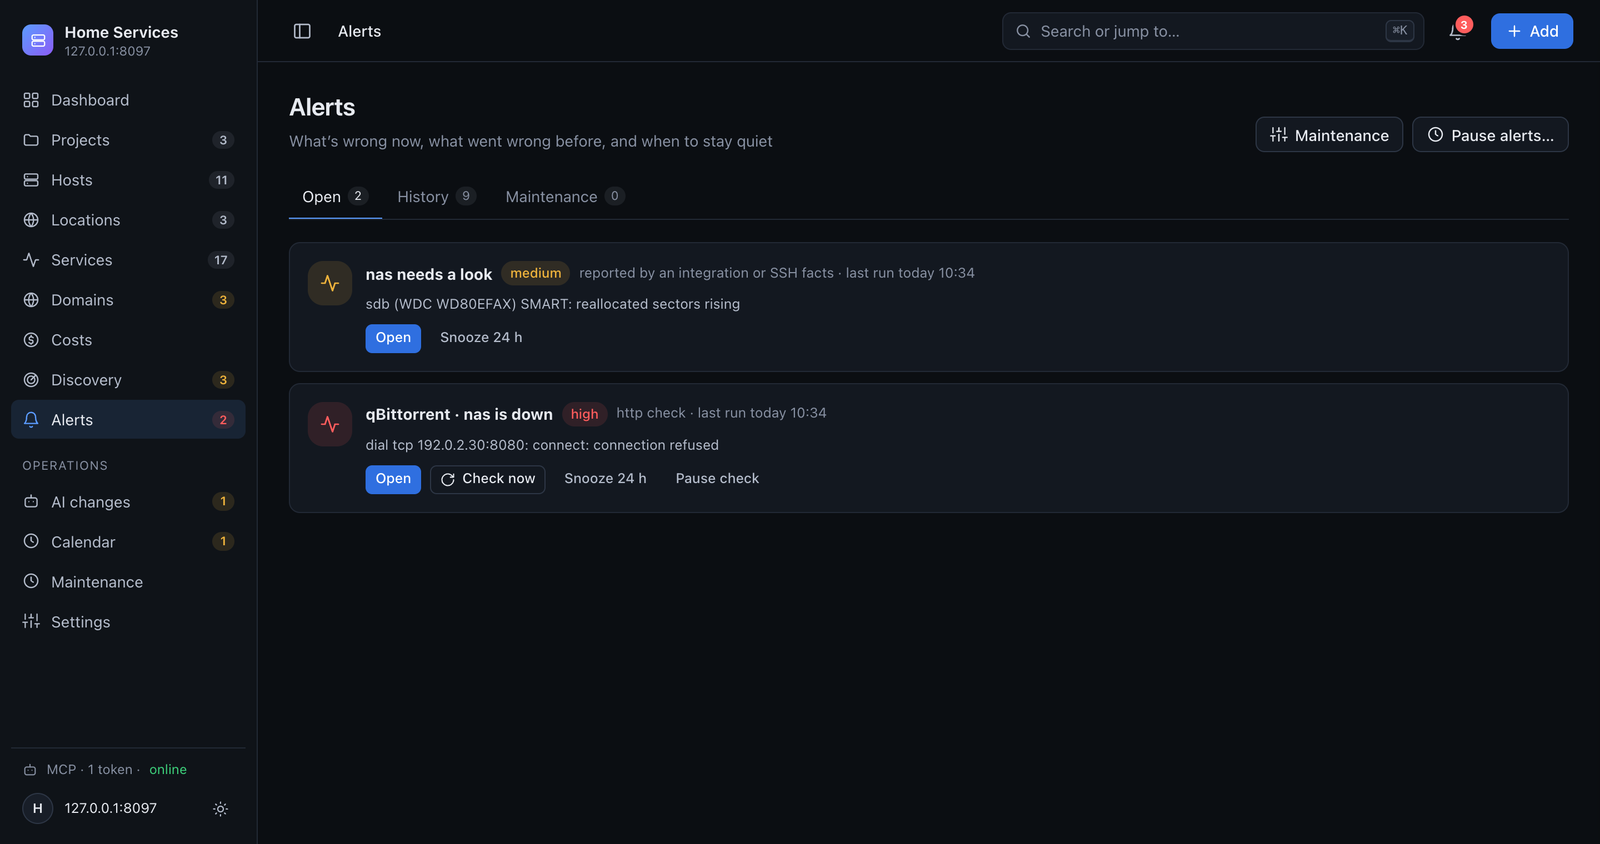 Home Services
127.0.0.1:8097
Dashboard
Projects 3
Hosts 11
Locations 3
Services 17
Domains 3
Costs
Discovery 3
Alerts 2
OPERATIONS
AI changes 1
Calendar 1
Maintenance
Settings
MCP · 1 token · online
H 127.0.0.1:8097
Alerts
Search or jump to... ⌘K
3
+ Add
Alerts
What's wrong now, what went wrong before, and when to stay quiet
Maintenance
Pause alerts...
Open 2 History 9 Maintenance 0
nas needs a look medium reported by an integration or SSH facts · last run today 10:34
sdb (WDC WD80EFAX) SMART: reallocated sectors rising
Open Snooze 24 h
qBittorrent · nas is down high http check · last run today 10:34
dial tcp 192.0.2.30:8080: connect: connection refused
Open Check now Snooze 24 h Pause check